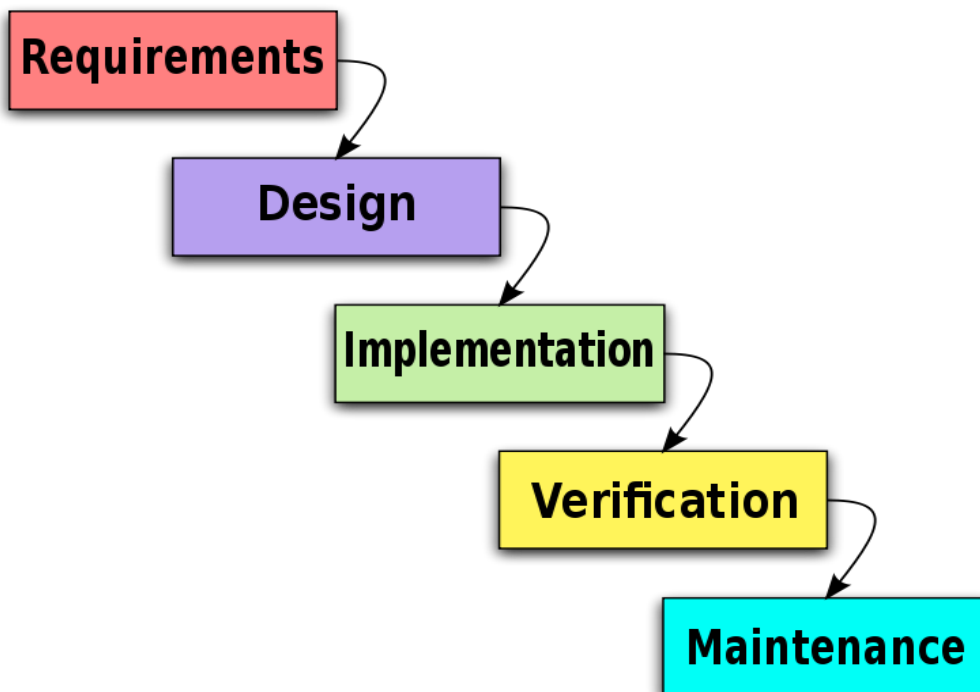 Requirements
Design
Implementation
Verification
Maintenance